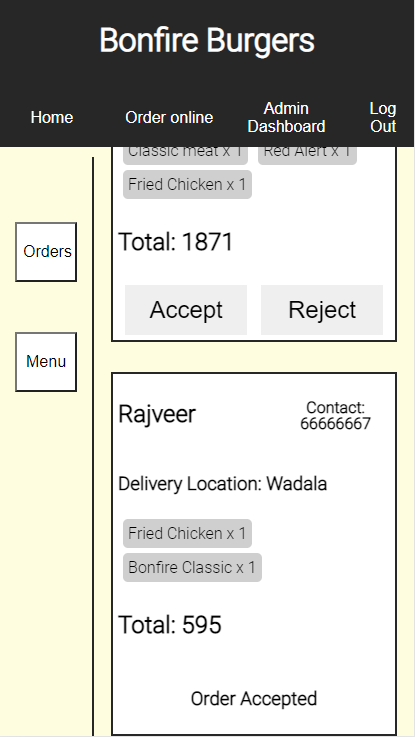 Bonfire Burgers
Home
Order online
Admin
Dashboard
Log
Out
Orders
Menu
Classic meat x 1
Red Alert x 1
Fried Chicken x 1
Total: 1871
Accept
Reject
Rajveer
Contact:
66666667
Delivery Location: Wadala
Fried Chicken x 1
Bonfire Classic x 1
Total: 595
Order Accepted